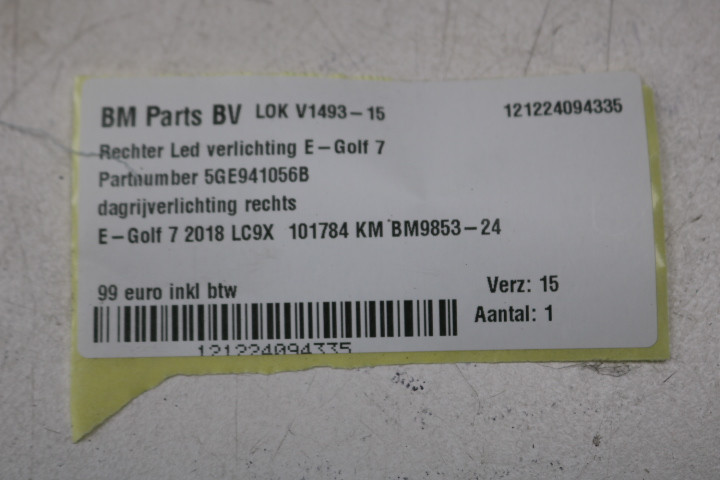 BM Parts BV LOK V1493-15 121224094335
Rechter Led verlichting E-Golf 7
Partnumber 5GE941056B
dagrijverlichting rechts
E-Golf 7 2018 LC9X 101784 KM BM9853-24
99 euro inkl btw Verz: 15
Aantal: 1
121224094335